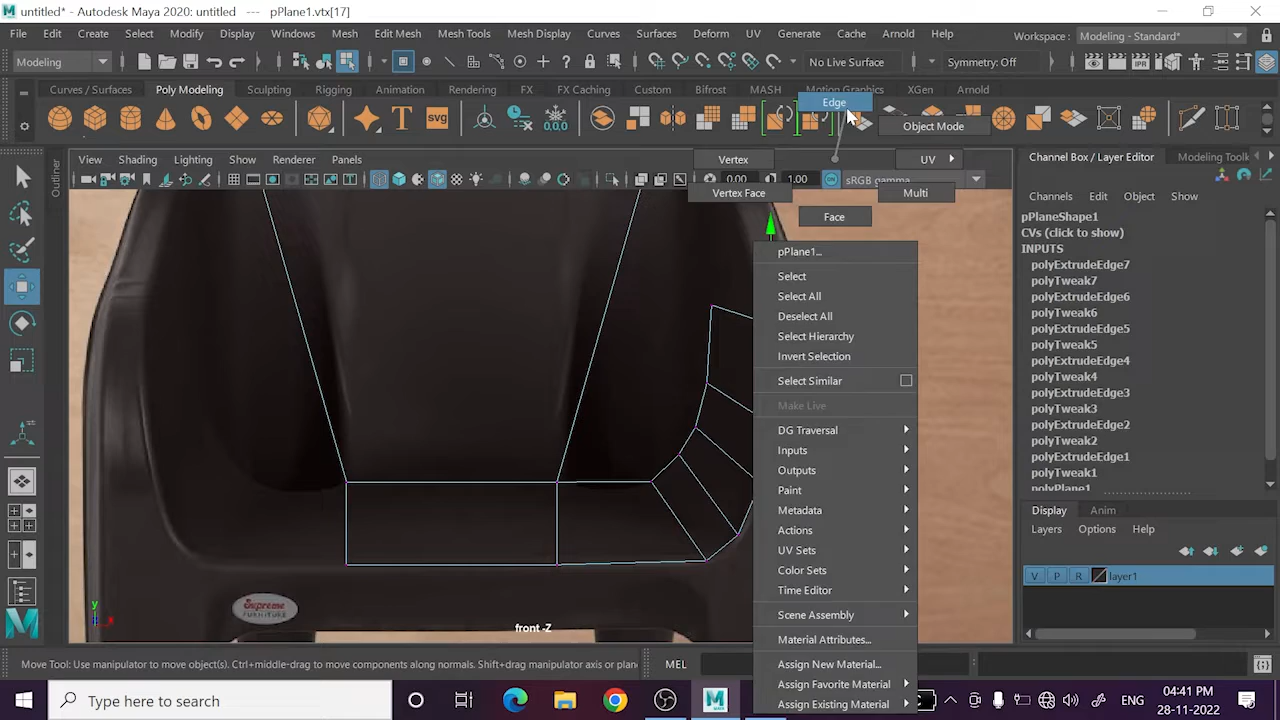 untitled* - Autodesk Maya 2020: untitled --- pPlane1.vtx[17]
File Edit Create Select Modify Display Windows Mesh Edit Mesh Mesh Tools Mesh Display Curves Surfaces Deform UV Generate Cache Arnold Help Workspace : Modeling - Standard*
Modeling No Live Surface Symmetry: Off
Curves / Surfaces Poly Modeling Sculpting Rigging Animation Rendering FX FX Caching Custom Bifrost MASH Motion Graphics XGen Arnold
Edge
svg 0,0,0
Object Mode
View Shading Lighting Show Renderer Panels
Vertex UV
Channel Box / Layer Editor Modeling Toolk
Outliner
0.00 1.00 ON sRGB gamma
Vertex Face Multi
Channels Edit Object Show
Face
pPlaneShape1
CVs (click to show)
INPUTS
polyExtrudeEdge7
polyTweak7
polyExtrudeEdge6
polyTweak6
polyExtrudeEdge5
polyTweak5
polyExtrudeEdge4
polyTweak4
polyExtrudeEdge3
polyTweak3
polyExtrudeEdge2
polyTweak2
polyExtrudeEdge1
polyTweak1
polyPlane1
pPlane1...
Select
Select All
Deselect All
Select Hierarchy
Invert Selection
Select Similar
Make Live
DG Traversal
Inputs
Outputs
Paint
Metadata
Actions
UV Sets
Color Sets
Time Editor
Scene Assembly
Material Attributes...
Assign New Material...
Assign Favorite Material
Assign Existing Material
Display Anim
Layers Options Help
V P R layer1
Supreme
FURNITURE
y
x
front -Z
Move Tool: Use manipulator to move object(s). Ctrl+middle-drag to move components along normals. Shift+drag manipulator axis or plane
MEL
Type here to search
ENG
04:41 PM
28-11-2022